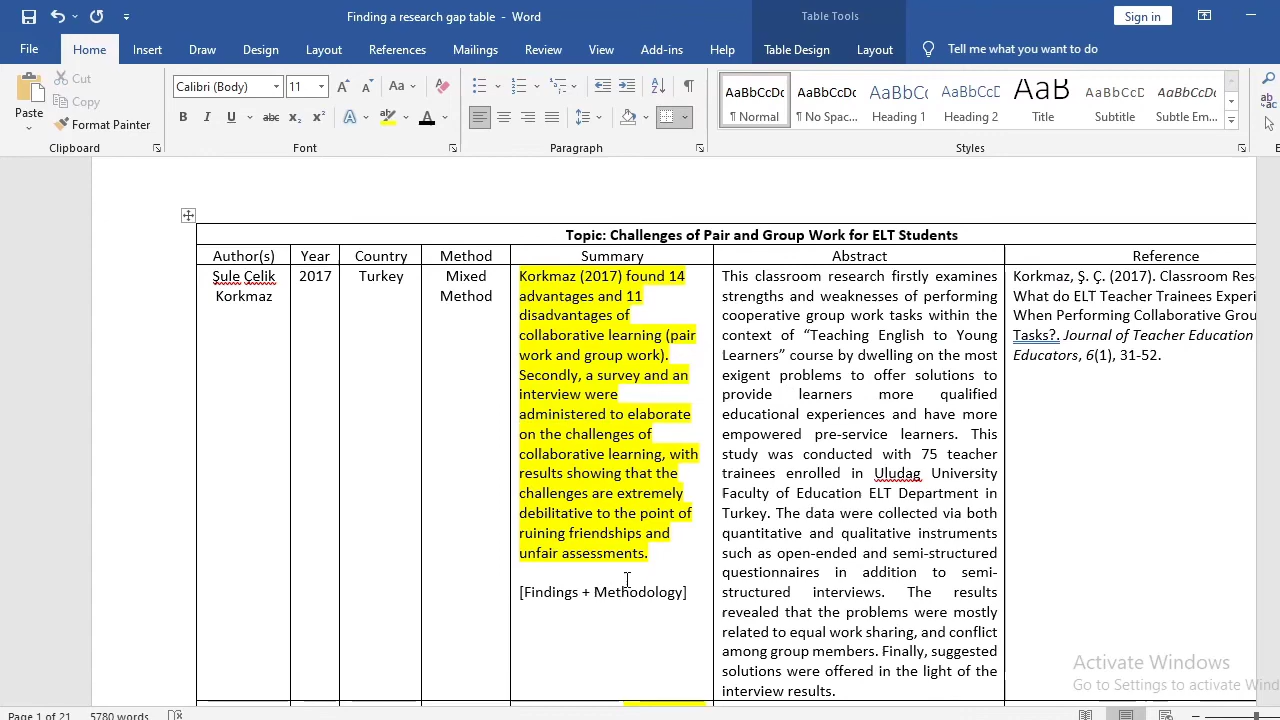 Finding a research gap table - Word
Table Tools
Sign in
File Home Insert Draw Design Layout References Mailings Review View Add-ins Help Table Design Layout Tell me what you want to do
Paste
Cut
Copy
Format Painter
Clipboard
Calibri (Body) 11
Font
Paragraph
AaBbCcDc AaBbCcDc AaBbCc AaBbCcD AaB AaBbCcD AaBbCcDc
¶ Normal ¶ No Spac... Heading 1 Heading 2 Title Subtitle Subtle Em...
Styles
Topic: Challenges of Pair and Group Work for ELT Students
Author(s) Year Country Method Summary Abstract Reference
Şule Çelik
Korkmaz
2017
Turkey
Mixed
Method
Korkmaz (2017) found 14
advantages and 11
disadvantages of
collaborative learning (pair
work and group work).
Secondly, a survey and an
interview were
administered to elaborate
on the challenges of
collaborative learning, with
results showing that the
challenges are extremely
debilitative to the point of
ruining friendships and
unfair assessments.
[Findings + Methodology]
This classroom research firstly examines
strengths and weaknesses of performing
cooperative group work tasks within the
context of “Teaching English to Young
Learners” course by dwelling on the most
exigent problems to offer solutions to
provide learners more qualified
educational experiences and have more
empowered pre-service learners. This
study was conducted with 75 teacher
trainees enrolled in Uludag University
Faculty of Education ELT Department in
Turkey. The data were collected via both
quantitative and qualitative instruments
such as open-ended and semi-structured
questionnaires in addition to semi-
structured interviews. The results
revealed that the problems were mostly
related to equal work sharing, and conflict
among group members. Finally, suggested
solutions were offered in the light of the
interview results.
Korkmaz, Ş. Ç. (2017). Classroom Res
What do ELT Teacher Trainees Experi
When Performing Collaborative Grou
Tasks?. Journal of Teacher Education
Educators, 6(1), 31-52.
Activate Windows
Go to Settings to activate Wind
Page 1 of 21 5780 words